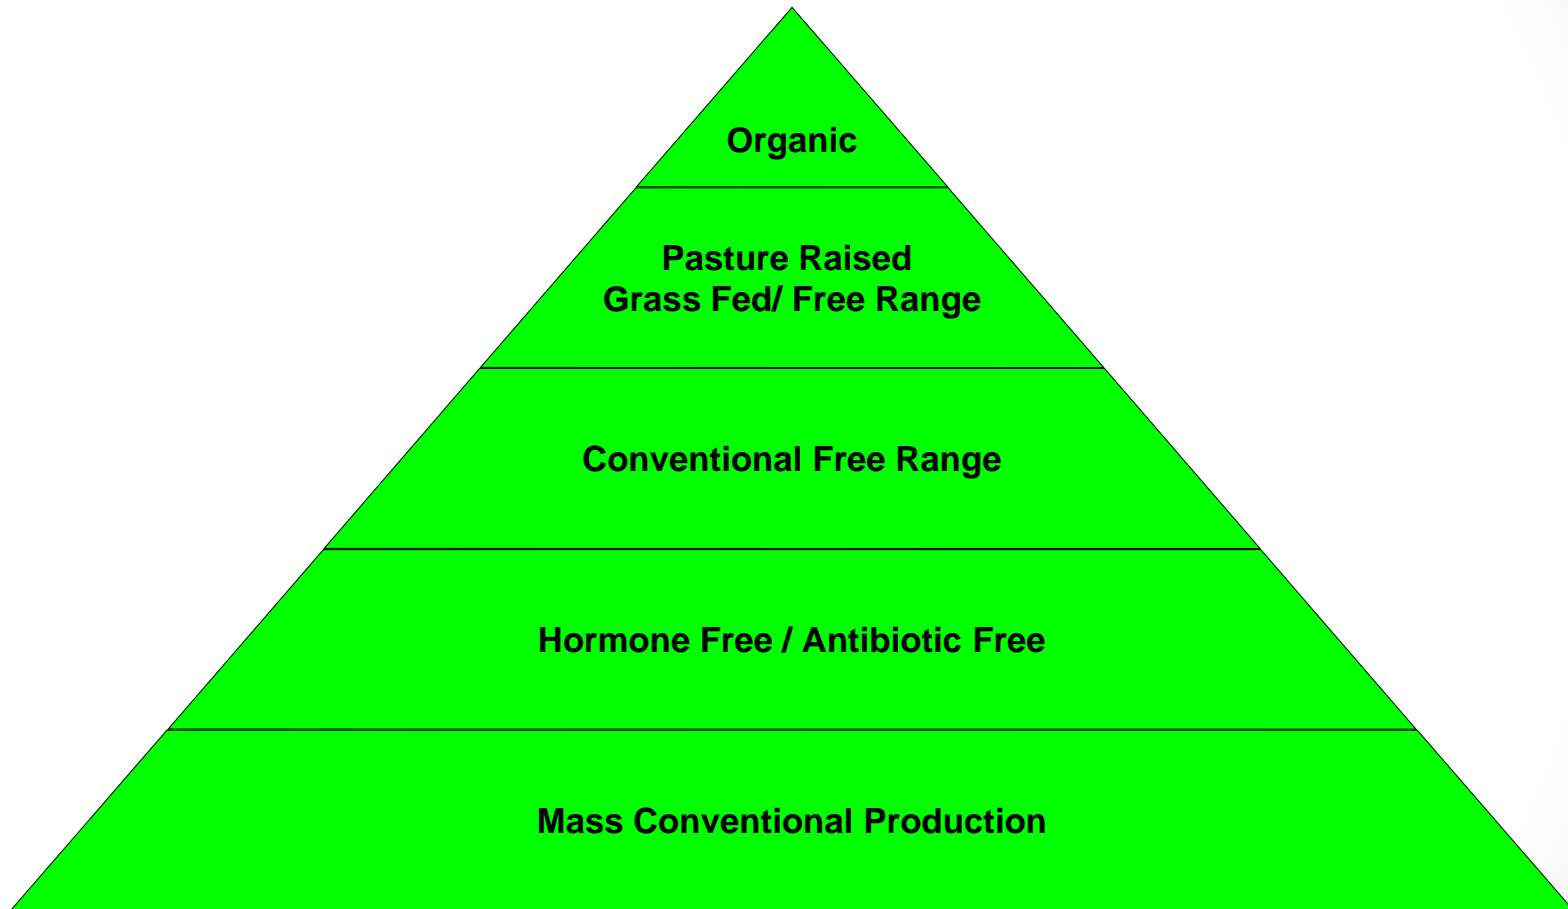 Organic
Pasture Raised
Grass Fed/ Free Range
Conventional Free Range
Hormone Free / Antibiotic Free
Mass Conventional Production